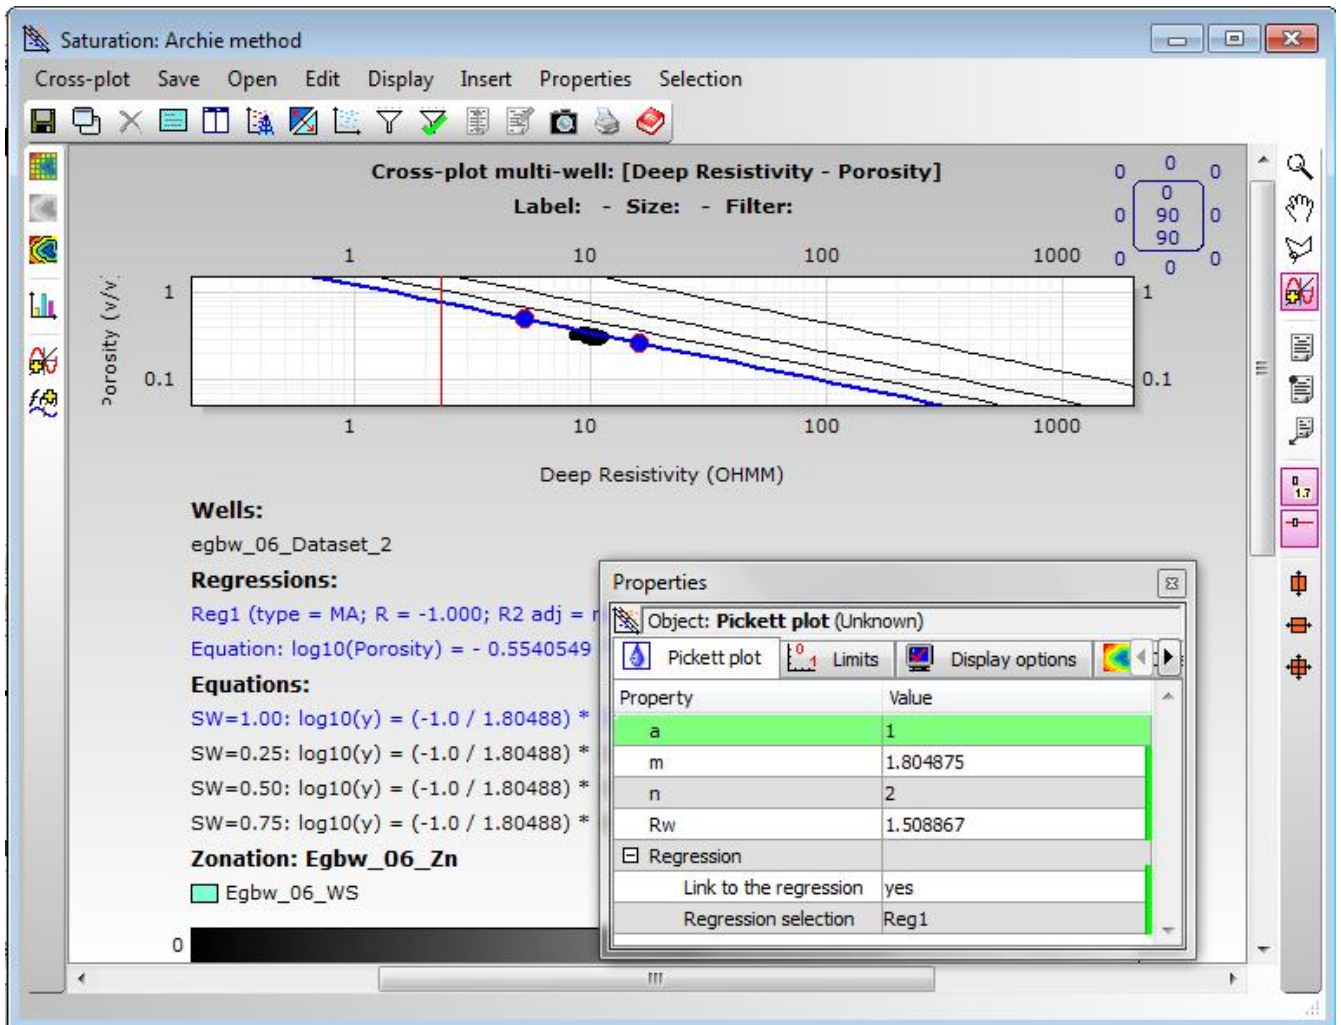 Saturation: Archie method
Cross-plot Save Open Edit Display Insert Properties Selection
Cross-plot multi-well: [Deep Resistivity - Porosity]
Label: - Size: - Filter:
0 0 0
0
0 90 0
90
0 0 0
1 10 100 1000
Porosity (v/v)
1 1
0.1 0.1
1 10 100 1000
Deep Resistivity (OHMM)
Wells:
egbw_06_Dataset_2
Regressions:
Reg1 (type = MA; R = -1.000; R2 adj =
Equation: log10(Porosity) = - 0.5540549
Equations:
SW=1.00: log10(y) = (-1.0 / 1.80488) *
SW=0.25: log10(y) = (-1.0 / 1.80488) *
SW=0.50: log10(y) = (-1.0 / 1.80488) *
SW=0.75: log10(y) = (-1.0 / 1.80488) *
Zonation: Egbw_06_Zn
Egbw_06_WS
0
Properties
Object: Pickett plot (Unknown)
Pickett plot Limits Display options
Property Value
a 1
m 1.804875
n 2
Rw 1.508867
Regression
Link to the regression yes
Regression selection Reg1
1.7